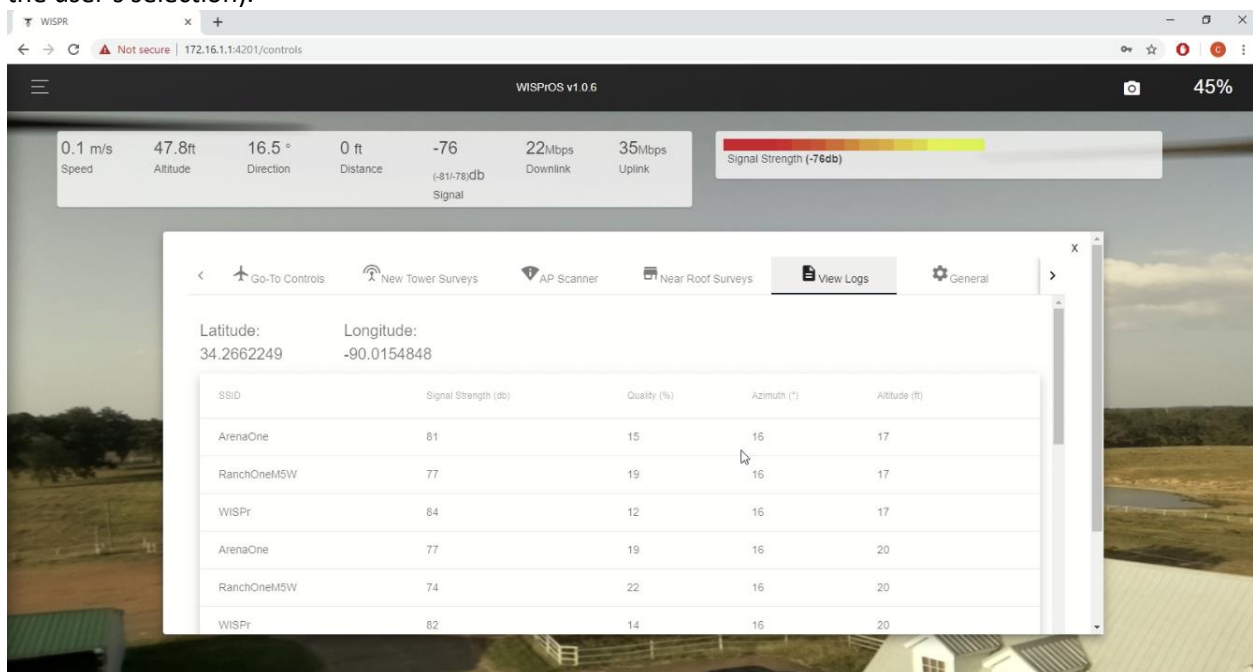 the user's selection).
WISPR
Not secure | 172.16.1.1:4201/controls
WISPrOS v1.0.6
45%
0.1 m/s 47.8ft 16.5 ° 0 ft -76 22Mbps 35Mbps
Speed Altitude Direction Distance (-81/-78)db Downlink Uplink
Signal
Signal Strength (-76db)
X
Go-To Controls New Tower Surveys AP Scanner Near Roof Surveys View Logs General
Latitude: Longitude:
34.2662249 -90.0154848
SSID Signal Strength (db) Quality (%) Azimuth (°) Altitude (ft)
ArenaOne 81 15 16 17
RanchOneM5W 77 19 16 17
WISPr 84 12 16 17
ArenaOne 77 19 16 20
RanchOneM5W 74 22 16 20
WISPr 82 14 16 20